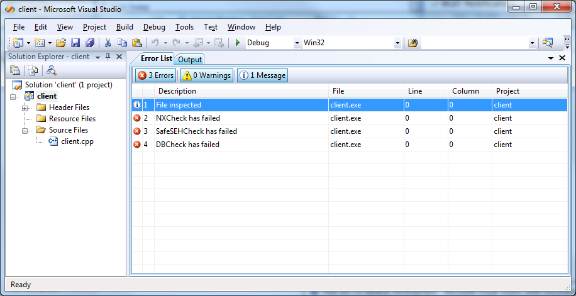 client - Microsoft Visual Studio
File Edit View Project Build Debug Tools Test Window Help
Debug Win32
Solution Explorer - client
Solution 'client' (1 project)
client
Header Files
Resource Files
Source Files
client.cpp
Error List Output
3 Errors 0 Warnings 1 Message
Description File Line Column Project
1 File inspected client.exe 0 0 client
2 NXCheck has failed client.exe 0 0 client
3 SafeSEHCheck has failed client.exe 0 0 client
4 DBCheck has failed client.exe 0 0 client
Ready